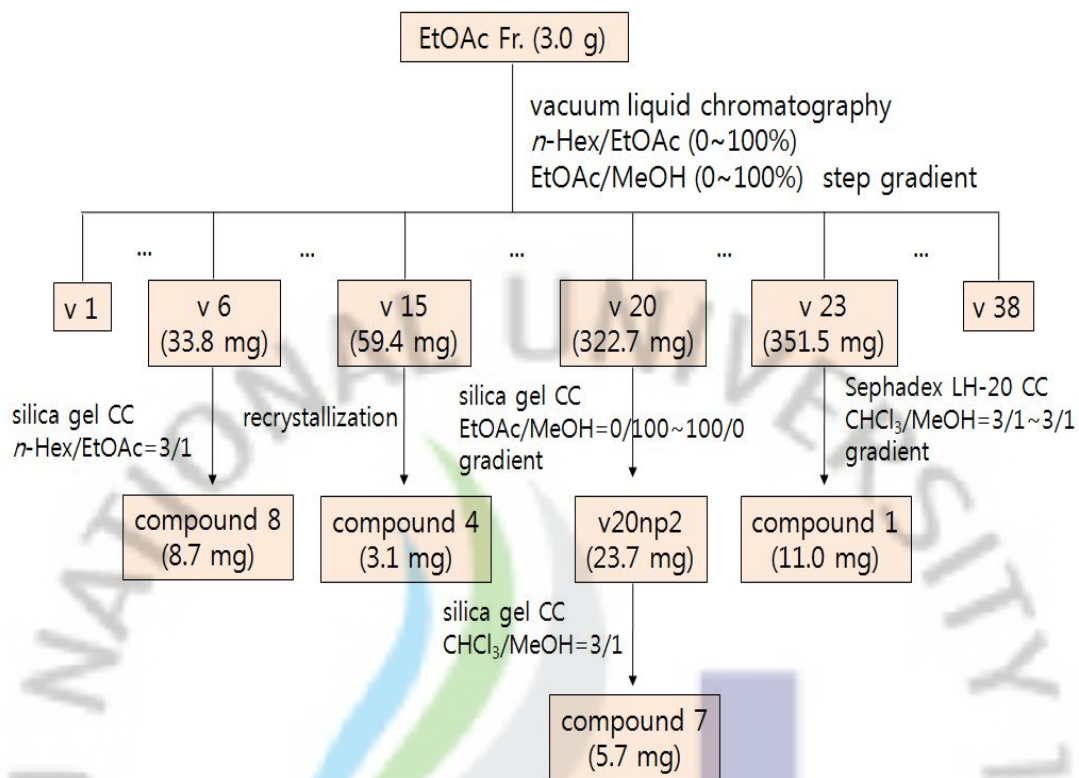 EtOAc Fr. (3.0 g)
vacuum liquid chromatography
n-Hex/EtOAc (0~100%)
EtOAc/MeOH (0~100%) step gradient
... ... ... ... ...
v 1
v 6
(33.8 mg)
v 15
(59.4 mg)
v 20
(322.7 mg)
v 23
(351.5 mg)
v 38
silica gel CC
n-Hex/EtOAc=3/1
recrystallization
silica gel CC
EtOAc/MeOH=0/100~100/0
gradient
Sephadex LH-20 CC
CHCl₃/MeOH=3/1~3/1
gradient
compound 8
(8.7 mg)
compound 4
(3.1 mg)
v20np2
(23.7 mg)
compound 1
(11.0 mg)
silica gel CC
CHCl₃/MeOH=3/1
compound 7
(5.7 mg)
NATIONAL UNIVERSITY